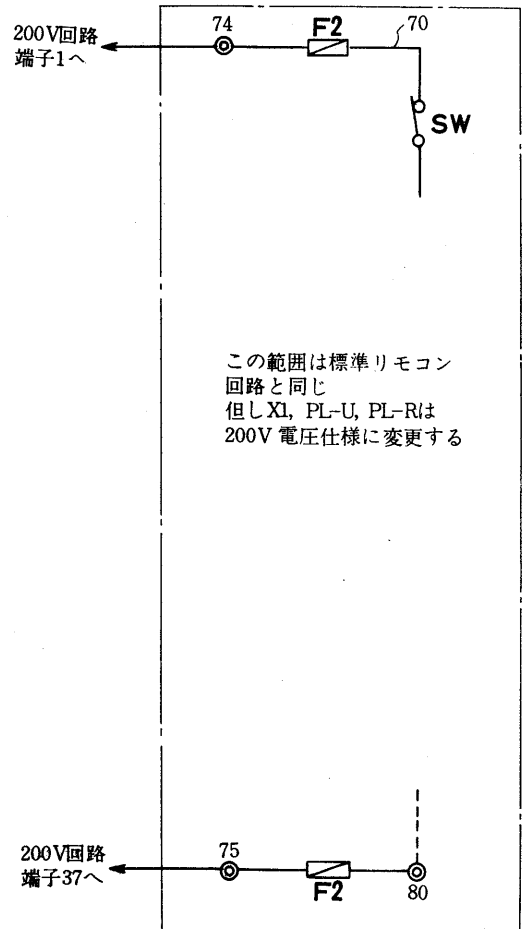 200V回路
端子1へ
74
F2
70
SW
この範囲は標準リモコン
回路と同じ
但しX1, PL-U, PL-Rは
200V 電圧仕様に変更する
200V回路
端子37へ
75
F2
80